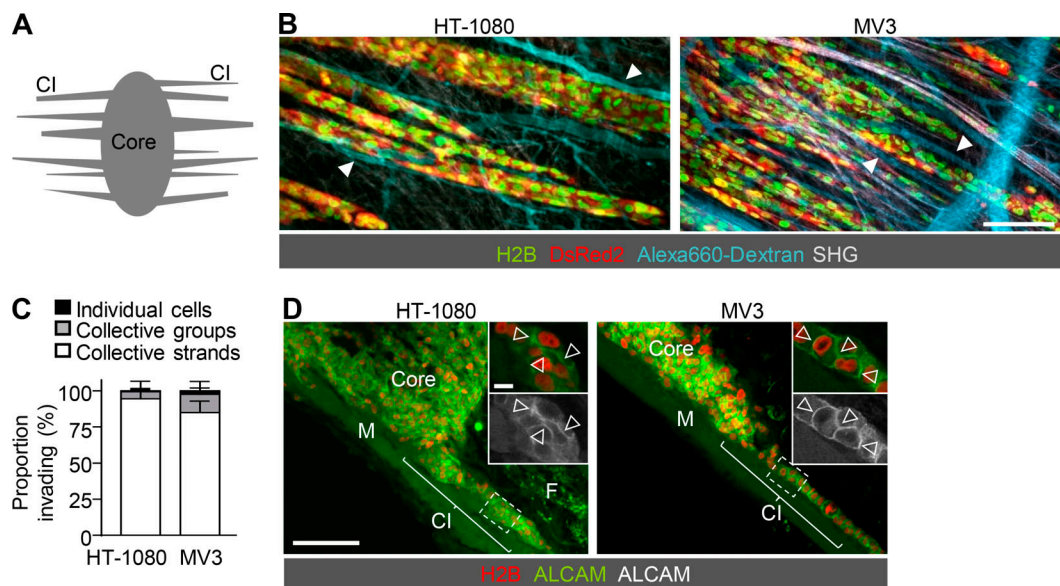 A
CI
CI
Core
B
HT-1080
MV3
H2B DsRed2 Alexa660-Dextran SHG
C
Individual cells
Collective groups
Collective strands
Proportion
invading (%)
100
75
50
25
0
HT-1080
MV3
D
HT-1080
MV3
Core
M
F
CI
Core
M
CI
H2B ALCAM ALCAM